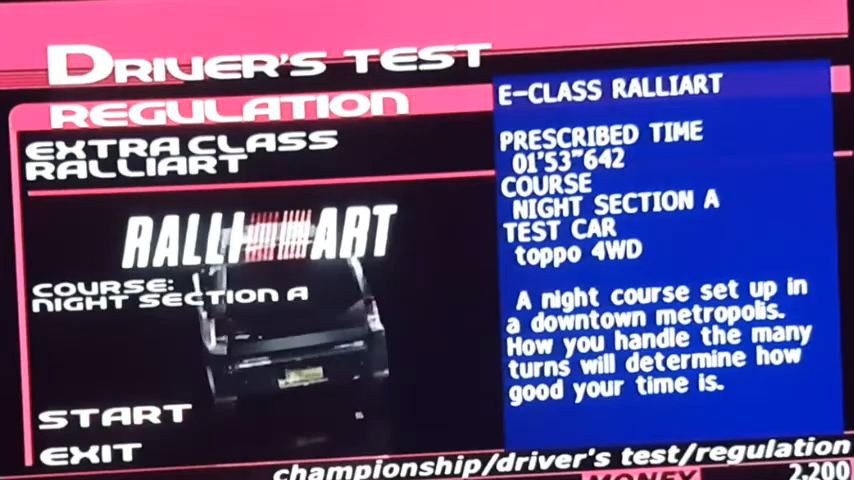 DRIVER'S TEST
REGULATION
EXTRA CLASS
RALLIART
RALLIART
COURSE:
NIGHT SECTION A
START
EXIT
E-CLASS RALLIART
PRESCRIBED TIME
01'53"642
COURSE
NIGHT SECTION A
TEST CAR
toppo 4WD
A night course set up in
a downtown metropolis.
How you handle the many
turns will determine how
good your time is.
championship/driver's test/regulation
MONEY 2,200